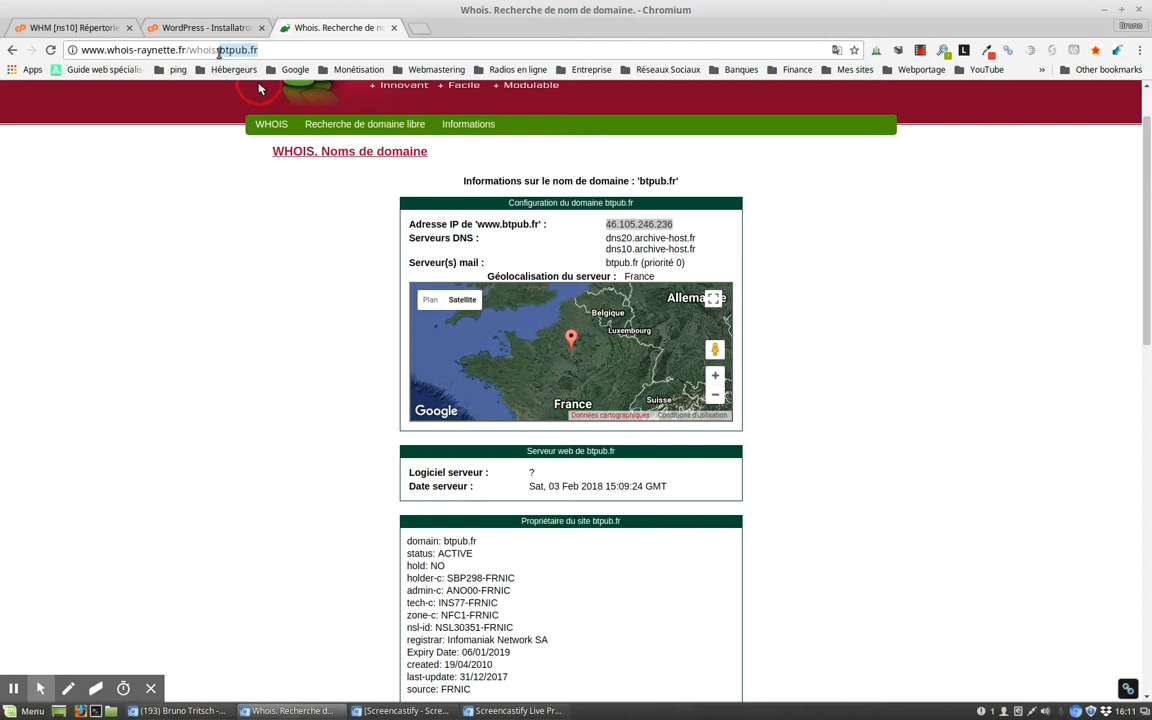 Whois. Recherche de nom de domaine. - Chromium
WHM [ns10] Répertorie
WordPress - Installatro
Whois. Recherche de no
Bruno
www.whois-raynette.fr/whois/btpub.fr
Apps
Guide web spécialis
ping
Hébergeurs
Google
Monétisation
Webmastering
Radios en ligne
Entreprise
Réseaux Sociaux
Banques
Finance
Mes sites
Webportage
YouTube
»
Other bookmarks
+ Innovant + Facile + Modulable
WHOIS Recherche de domaine libre Informations
WHOIS. Noms de domaine
Informations sur le nom de domaine : 'btpub.fr'
Configuration du domaine btpub.fr
Adresse IP de 'www.btpub.fr' : 46.105.246.236
Serveurs DNS : dns20.archive-host.fr
dns10.archive-host.fr
Serveur(s) mail : btpub.fr (priorité 0)
Géolocalisation du serveur : France
Plan Satellite
Allema
Belgique
Luxembourg
France
Suisse
Google
Données cartographiques Conditions d'utilisation
Serveur web de btpub.fr
Logiciel serveur : ?
Date serveur : Sat, 03 Feb 2018 15:09:24 GMT
Propriétaire du site btpub.fr
domain: btpub.fr
status: ACTIVE
hold: NO
holder-c: SBP298-FRNIC
admin-c: ANO00-FRNIC
tech-c: INS77-FRNIC
zone-c: NFC1-FRNIC
nsl-id: NSL30351-FRNIC
registrar: Infomaniak Network SA
Expiry Date: 06/01/2019
created: 19/04/2010
last-update: 31/12/2017
source: FRNIC
Menu
(193) Bruno Tritsch -...
Whois. Recherche d...
[Screencastify - Scre...
Screencastify Live Pr...
1
16:11